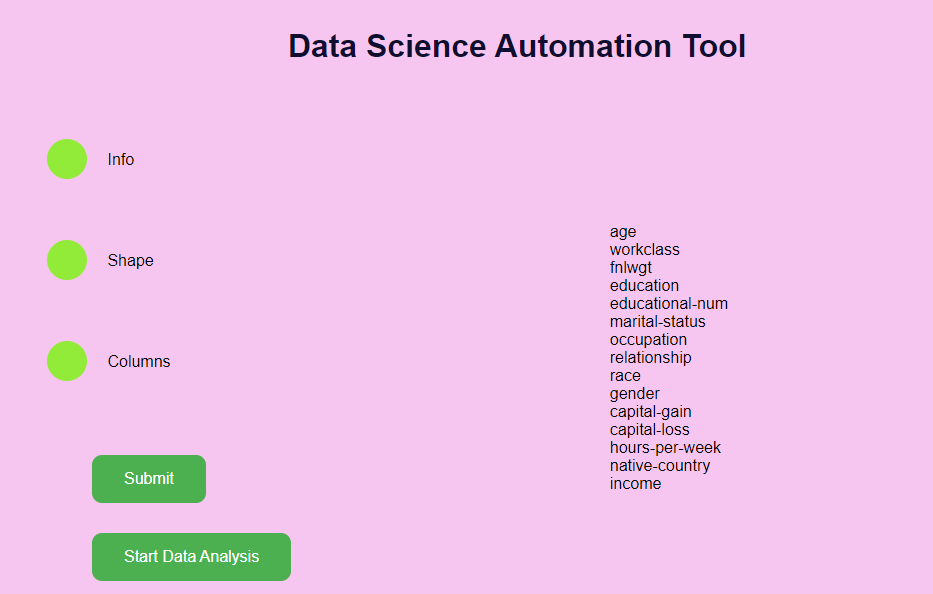 Data Science Automation Tool
Info
Shape
Columns
Submit
Start Data Analysis
age
workclass
fnlwgt
education
educational-num
marital-status
occupation
relationship
race
gender
capital-gain
capital-loss
hours-per-week
native-country
income